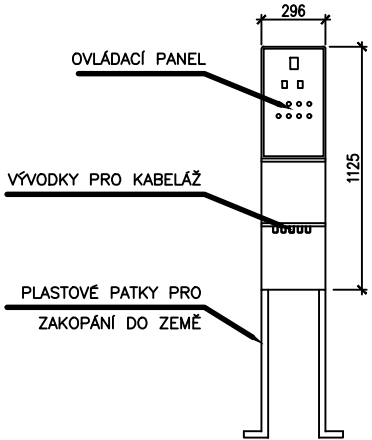 296
OVLÁDACÍ PANEL
1125
VÝVODKY PRO KABELÁŽ
PLASTOVÉ PATKY PRO
ZAKOPÁNÍ DO ZEMĚ